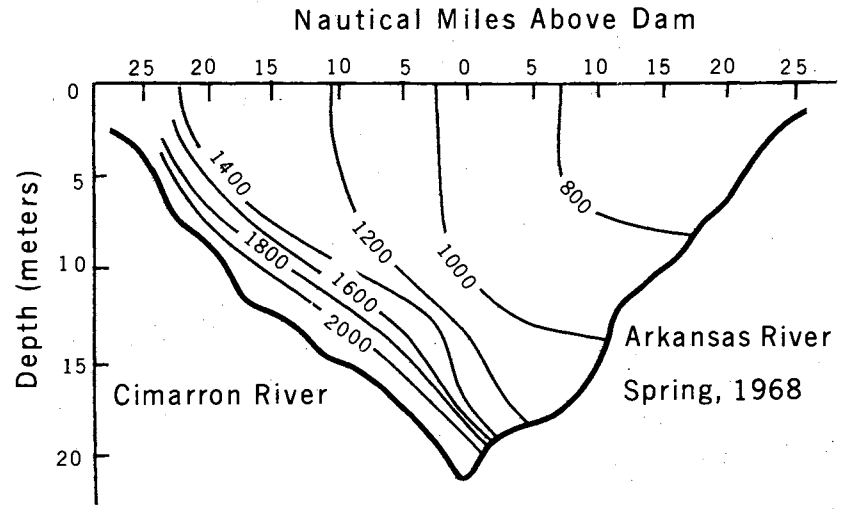 Nautical Miles Above Dam
25 20 15 10 5 0 5 10 15 20 25
0
5
10
15
20
Depth (meters)
1400
1200
1000
800
1800
1600
2000
Arkansas River
Cimarron River
Spring, 1968